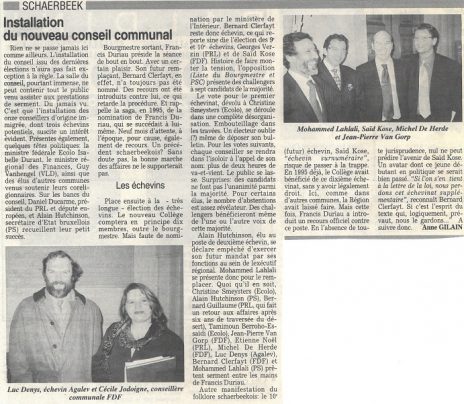 SCHAERBEEK
Installation
du nouveau conseil communal
Rien ne se passe jamais ici
comme ailleurs. L'installation
du conseil issu des dernières
élections n'aura pas fait exception
à la règle. La salle du
conseil, pourtant immense, ne
peut contenir tout le public
venu assister aux prestations
de serment. Du jamais vu.
C'est que l'installation des
onze conseillers d'origine immigrée,
dont trois échevins
potentiels, suscite un intérêt
évident. Présentes également,
quelques têtes politiques: la
ministre fédérale Ecolo Isabelle
Durant, le ministre régional
des Finances, Guy
Vanhengel (VLD), ainsi que
des élus d'autres communes
venus soutenir leurs corellgionnaires.
Sur les bancs du
conseil, Daniel Ducarme, président
du PRL et député européen,
et Alain Hutchinson,
secrétaire d'Etat bruxellois
(PS) recueillent leur petit
succès.
Bourgmestre sortant, Francis
Duriau préside la séance
de bout en bout. Avec un certain
plaisir. Son futur remplaçant,
Bernard Clerfayt, en effet,
n'a toujours pas été
nommé. Des recours ont été
introduits contre lui, ce qui
retarde la procédure. Et rappelle
la saga, en 1995, de la
nomination de Francis Duriau,
qui se succédait à lui-même.
Neuf mois d'attente, à
l'époque, pour cause, également
de recours. Un précédent
schaerbeekois? Sans
pas doute, la bonne marche
des affaires ne le supporterait
pas.
Les échevins
Place ensuite à la - très
longue - élection des échevins.
Le nouveau Collège
comptera en principe dix
membres, outre le bourgmestre.
Mais faute de nomination
par le ministère de
l'Intérieur, Bernard Clerfayt
reste donc échevin, ce qui reporte
sine die l'élection des 9e
et 10e échevins, Georges Verzin
(PRL) et de Saïd Kose
(FDF). Histoire de faire monter
la tension, l'opposition
(Liste du Bourgmestre et
PSC) présente des challengers
à sept candidats de la majorité.
Le vote pour le premier
échevinat, dévolu à Christine
Smeysters (Ecolo), se déroule
dans une complète désorganisation.
Embouteillage dans
les travées. Un électeur oublie
(!) même de déposer son bulletin.
Pour les votes suivants,
chaque conseiller se rendra
dans l'isoloir à l'appel de son
nom: plus de deux heures de
va-et-vient. Le public se lasse.
Surprises: des candidats
ne font pas l'unanimité parmi
la majorité. Pour certains
élus, le nombre d'abstentions
est assez révélateur. Des challengers
bénéficieront même
de l'une ou l'autre voix de
cette majorité.
Alain Hutchinson, élu au
poste de deuxième échevin, se
déclare empêché d'exercer
son futur mandat par ses
fonctions au sein de l'exécutif
régional. Mohammed Lahlali
se présente donc pour le remplacer.
Quoi qu'il en soit,
Christine Smeysters (Ecolo),
Alain Hutchinson (PS), Bernard
Guillaume (PRL, qui fait
un retour aux affaires après
six ans de traversée du désert),
Tamimoun Berroho-Essaïdi
(Ecolo), Jean-Pierre Van
Gorp (FDF), Etienne Noël
(PRL), Michel De Herde
(FDF), Luc Denys (Agalev),
Bernard Clerfayt (FDF) et
Mohammed Lahlali (PS)
prêtent serment entre les
mains de Francis Duriau.
Autre manifestation du
folklore schaerbeekois: le 10e
Mohammed Lahlali, Saïd Kose, Michel De Herde
et Jean-Pierre Van Gorp
(futur) échevin, Saïd Kose,
"échevin surnuméraire",
risque de passer à la trappe.
En 1995 déjà, le Collège avait
bénéficié de ce dixième échevinat,
sans y avoir légalement
droit. Ici, comme dans
d'autres communes, la Région
avait laissé faire. Mais cette
fois, Francis Duriau a introduit
un recours officiel contre
ce poste. En l'absence de toute
jurisprudence, nul ne peut
prédire l'avenir de Saïd Kose.
Un avatar dont ce jeune débutant
en politique se serait
bien passé. "Si l'on s'en tient
à la lettre de la loi, nous perdons
cet échevinat supplémentaire",
reconnaît Bernard
Clerfayt. Si c'est l'esprit du
texte qui, logiquement, prévaut,
nous le gardons. A
suivre donc.
Anne GILAIN
Luc Denys, échevin Agalev et Cécile Jodoigne, conseillère
communale FDF